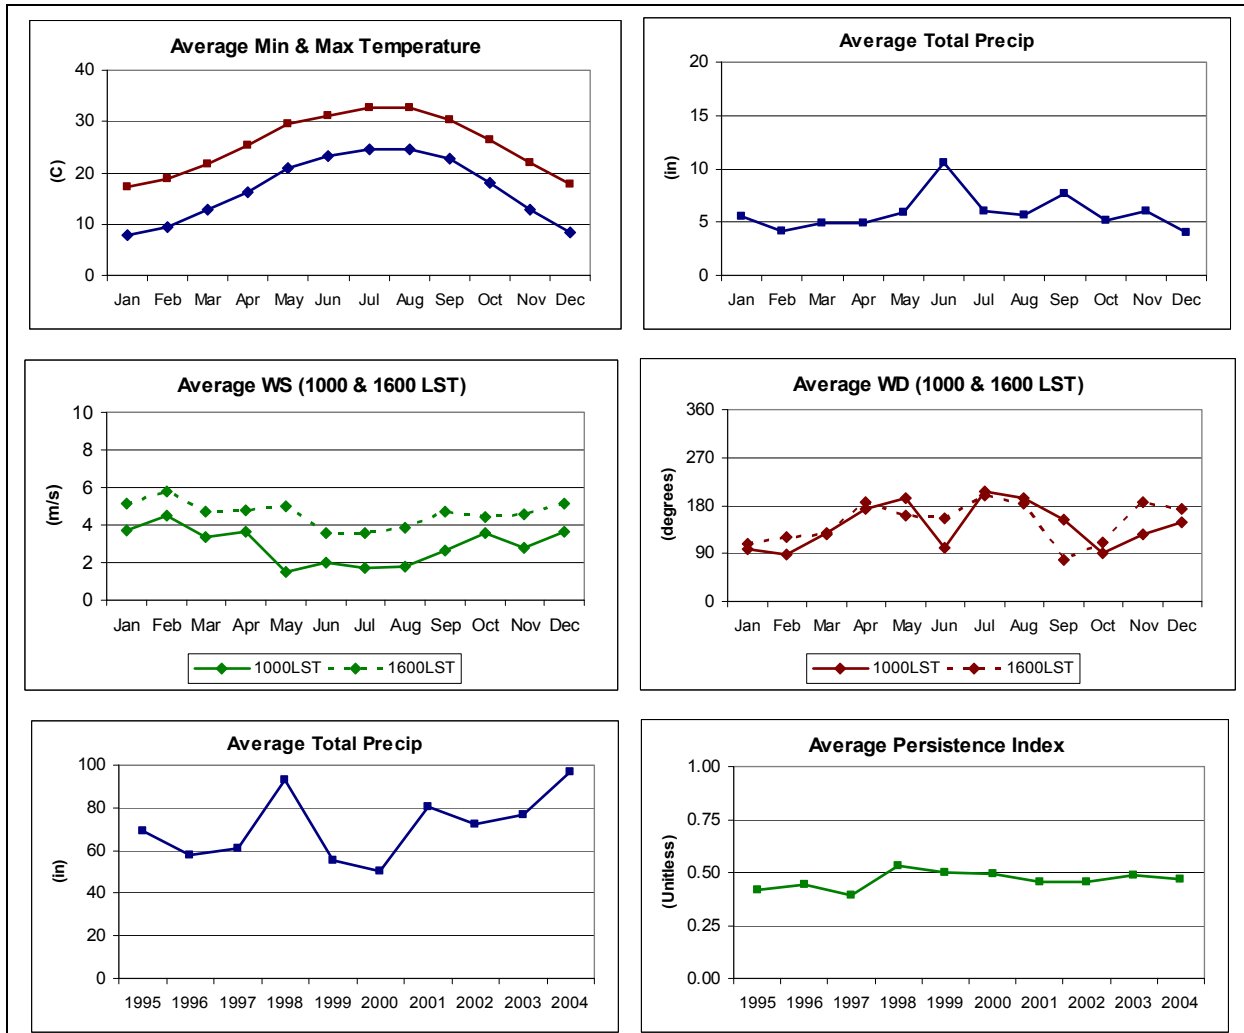 Average Min & Max Temperature
(C)
40
30
20
10
0
Jan Feb Mar Apr May Jun Jul Aug Sep Oct Nov Dec
Average Total Precip
(in)
20
15
10
5
0
Jan Feb Mar Apr May Jun Jul Aug Sep Oct Nov Dec
Average WS (1000 & 1600 LST)
(m/s)
10
8
6
4
2
0
Jan Feb Mar Apr May Jun Jul Aug Sep Oct Nov Dec
1000LST 1600LST
Average WD (1000 & 1600 LST)
(degrees)
360
270
180
90
0
Jan Feb Mar Apr May Jun Jul Aug Sep Oct Nov Dec
1000LST 1600LST
Average Total Precip
(in)
100
80
60
40
20
0
1995 1996 1997 1998 1999 2000 2001 2002 2003 2004
Average Persistence Index
(Unitless)
1.00
0.75
0.50
0.25
0.00
1995 1996 1997 1998 1999 2000 2001 2002 2003 2004